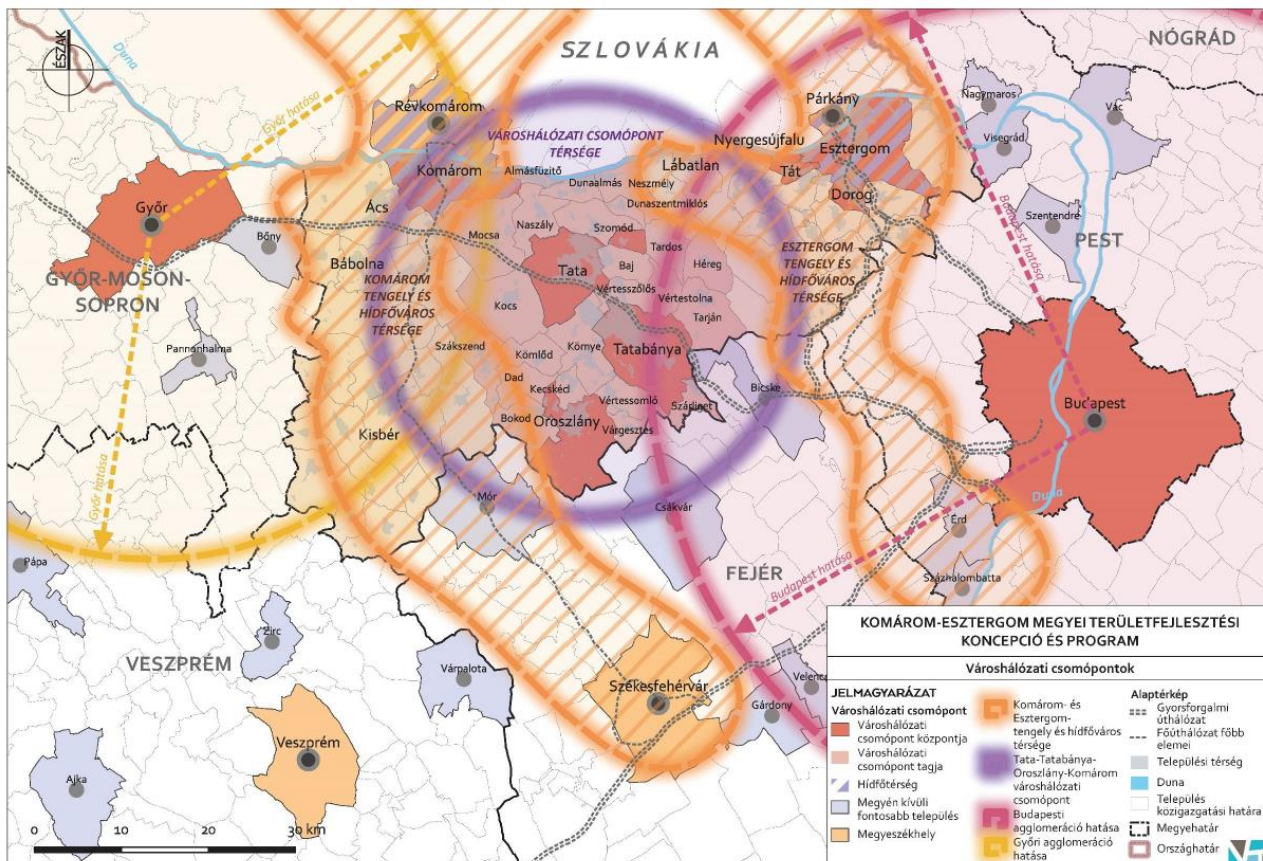 ÉSZAK
Duna
Győr hatása
SZLOVÁKIA
NÓGRÁD
Révkomárom
VÁROSHÁLÓZATI CSOMÓPONT
TÉRSÉGE
Párkány
Nagymaros
Vác
Visegrád
Nyergesújfalu
Esztergom
Lábatlan
Tát
Komárom
Almásfüzitő
Dunaalmás
Neszmély
Dunaszentmiklós
Dorog
Győr
Ács
Bőny
Mocsa
Naszály
Szomód
Tardos
Szentendre
PEST
Budapest hatása
GYŐR-MOSON-
SOPRON
Bábolna
KOMÁROM
TENGELY ÉS
HÍDFŐVÁROS
TÉRSÉGE
Tata
Baj
Héreg
ESZTERGOM
TENGELY ÉS
HÍDFŐVÁROS
TÉRSÉGE
Vértesszőlős
Vértestolna
Kocs
Tarján
Pannonhalma
Szákszend
Kömlőd
Környe
Tatabánya
Dad
Kecskéd
Bicske
Bokod
Oroszlány
Vértessomló
Szárliget
Várgesztes
Budapest
Kisbér
Győr hatása
Mór
Csákvár
Duna
Érd
Pápa
FEJÉR
Budapest hatása
Százhalombatta
Zirc
VESZPRÉM
Várpalota
Székesfehérvár
Velence
Gárdony
Veszprém
Ajka
0 10 20 30 km
KOMÁROM-ESZTERGOM MEGYEI TERÜLETFEJLESZTÉSI
KONCEPCIÓ ÉS PROGRAM
Városhálózati csomópontok
JELMAGYARÁZAT
Városhálózati csomópont
Városhálózati
csomópont központja
Városhálózati
csomópont tagja
Hídfőtérség
Megyén kívüli
fontosabb település
Megyeszékhely
Komárom- és
Esztergom-
tengely és hídfőváros
térsége
Tata-Tatabánya-
Oroszlány-Komárom
városhálózati
csomópont
Budapesti
agglomeráció hatása
Győri agglomeráció
hatása
Alaptérkép
Gyorsforgalmi
úthálózat
Főúthálózat főbb
elemei
Települési térség
Duna
Település
közigazgatási határa
Megyehatár
Országhatár